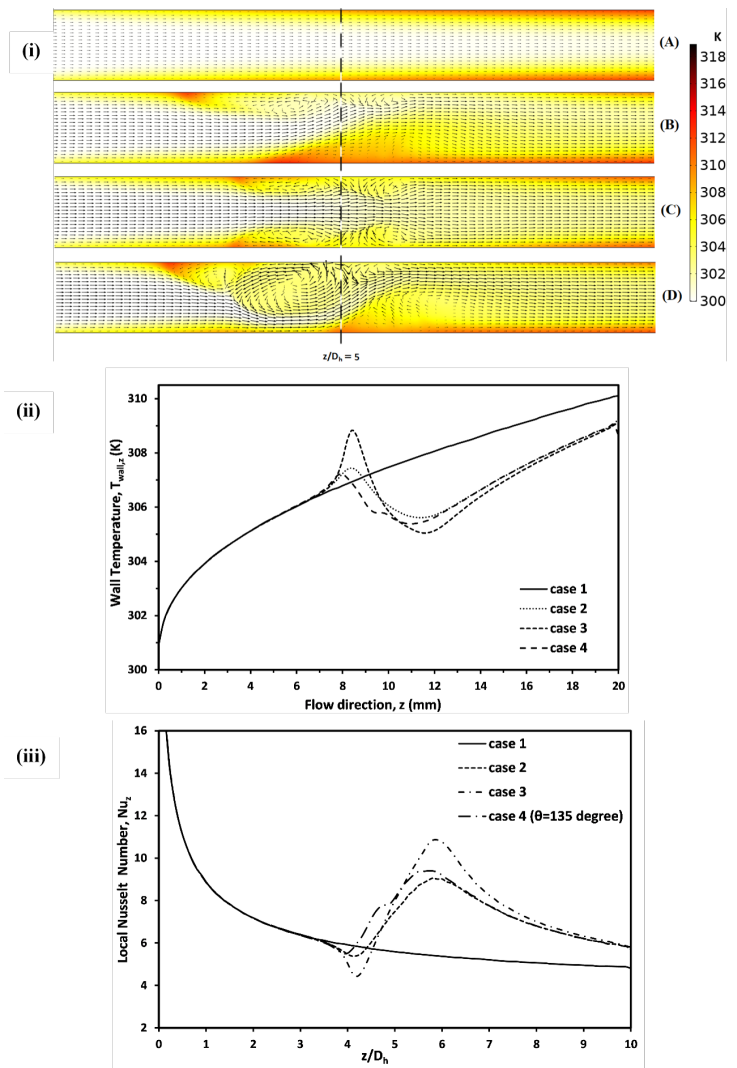 (i)
(A)
(B)
(C)
(D)
K
318
316
314
312
310
308
306
304
302
300
z/Dh = 5
(ii)
Wall Temperature, Twall,z (K)
310
308
306
304
302
300
case 1
case 2
case 3
case 4
0 2 4 6 8 10 12 14 16 18 20
Flow direction, z (mm)
(iii)
Local Nusselt Number, Nuz
16
14
12
10
8
6
4
2
case 1
case 2
case 3
case 4 (θ=135 degree)
0 1 2 3 4 5 6 7 8 9 10
z/Dh